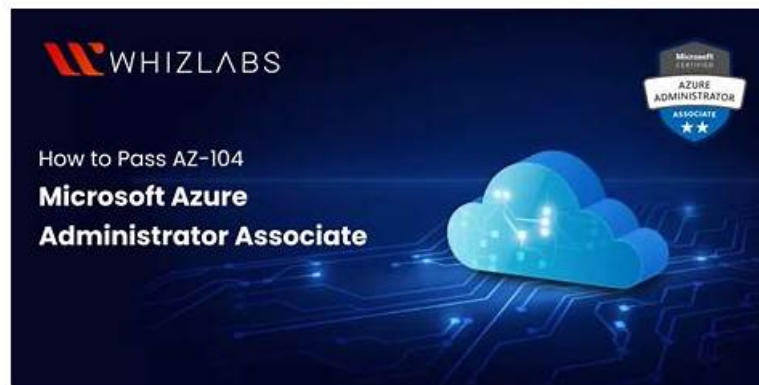 WHIZLABS
Microsoft
CERTIFIED
AZURE
ADMINISTRATOR
ASSOCIATE
How to Pass AZ-104
Microsoft Azure
Administrator Associate